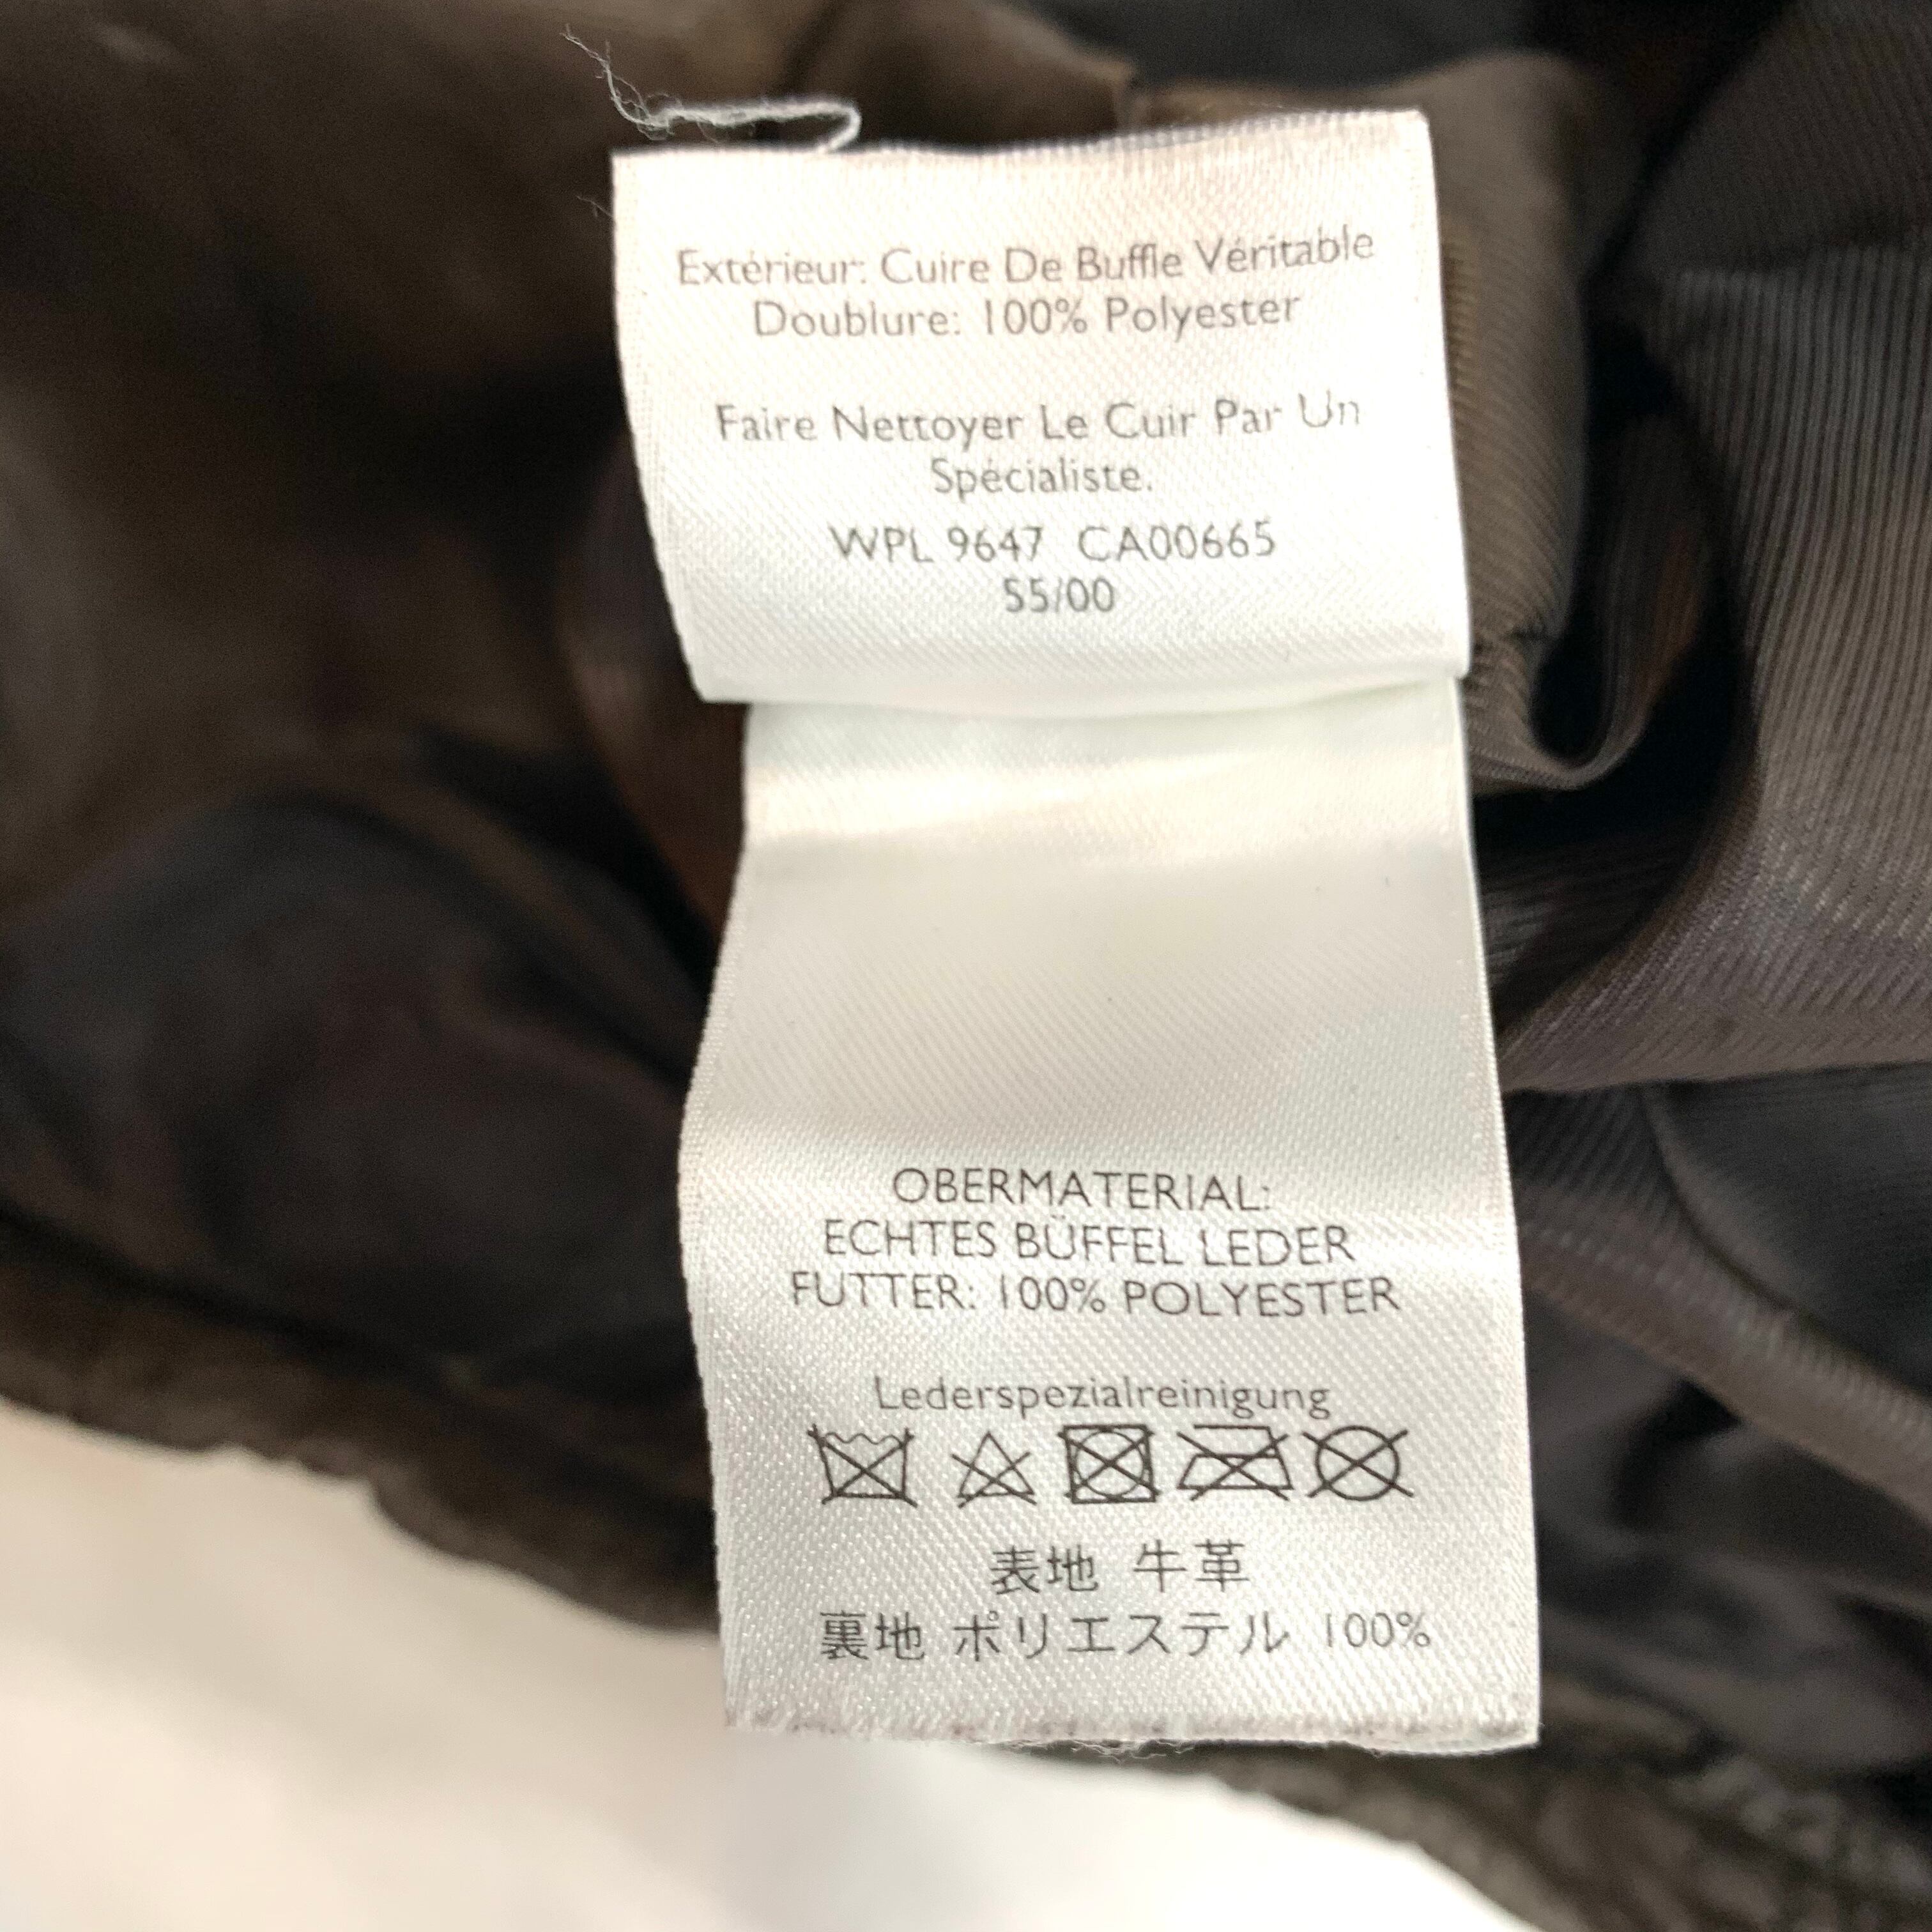 Extérieur: Cuire De Buffle Véritable
Doublure: 100% Polyester
Faire Nettoyer Le Cuir Par Un
Spécialiste.
WPL 9647 CA00665
S5/00
OBERMATERIAL:
ECHTES BÜFFEL LEDER
FUTTER: 100% POLYESTER
Lederspezialreinigung
表地 牛革
裏地 ポリエステル 100%